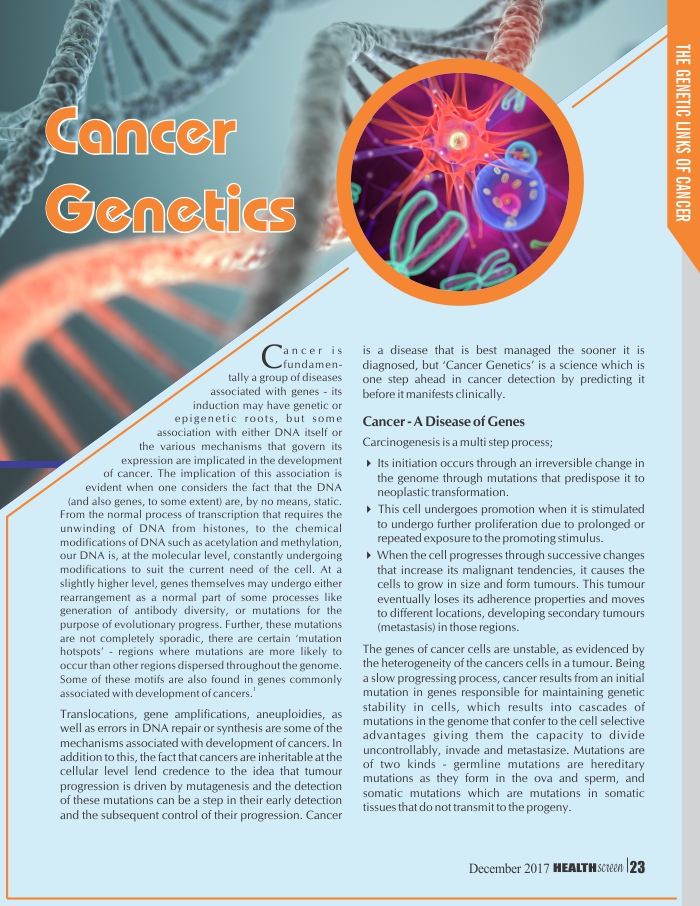 THE GENETIC LINKS OF CANCER
Cancer
Genetics
Cancer is
fundamen-
tally a group of diseases
associated with genes - its
induction may have genetic or
epigenetic roots, but some
association with either DNA itself or
the various mechanisms that govern its
expression are implicated in the development
of cancer. The implication of this association is
evident when one considers the fact that the DNA
(and also genes, to some extent) are, by no means, static.
From the normal process of transcription that requires the
unwinding of DNA from histones, to the chemical
modifications of DNA such as acetylation and methylation,
our DNA is, at the molecular level, constantly undergoing
modifications to suit the current need of the cell. At a
slightly higher level, genes themselves may undergo either
rearrangement as a normal part of some processes like
generation of antibody diversity, or mutations for the
purpose of evolutionary progress. Further, these mutations
are not completely sporadic, there are certain ‘mutation
hotspots’ - regions where mutations are more likely to
occur than other regions dispersed throughout the genome.
Some of these motifs are also found in genes commonly
associated with development of cancers.1
Translocations, gene amplifications, aneuploidies, as
well as errors in DNA repair or synthesis are some of the
mechanisms associated with development of cancers. In
addition to this, the fact that cancers are inheritable at the
cellular level lend credence to the idea that tumour
progression is driven by mutagenesis and the detection
of these mutations can be a step in their early detection
and the subsequent control of their progression. Cancer
is a disease that is best managed the sooner it is
diagnosed, but ‘Cancer Genetics’ is a science which is
one step ahead in cancer detection by predicting it
before it manifests clinically.
Cancer - A Disease of Genes
Carcinogenesis is a multi step process;
Its initiation occurs through an irreversible change in
the genome through mutations that predispose it to
neoplastic transformation.
This cell undergoes promotion when it is stimulated
to undergo further proliferation due to prolonged or
repeated exposure to the promoting stimulus.
When the cell progresses through successive changes
that increase its malignant tendencies, it causes the
cells to grow in size and form tumours. This tumour
eventually loses its adherence properties and moves
to different locations, developing secondary tumours
(metastasis) in those regions.
The genes of cancer cells are unstable, as evidenced by
the heterogeneity of the cancers cells in a tumour. Being
a slow progressing process, cancer results from an initial
mutation in genes responsible for maintaining genetic
stability in cells, which results into cascades of
mutations in the genome that confer to the cell selective
advantages giving them the capacity to divide
uncontrollably, invade and metastasize. Mutations are
of two kinds - germline mutations are hereditary
mutations as they form in the ova and sperm, and
somatic mutations which are mutations in somatic
tissues that do not transmit to the progeny.
December 2017 HEALTHscreen |23